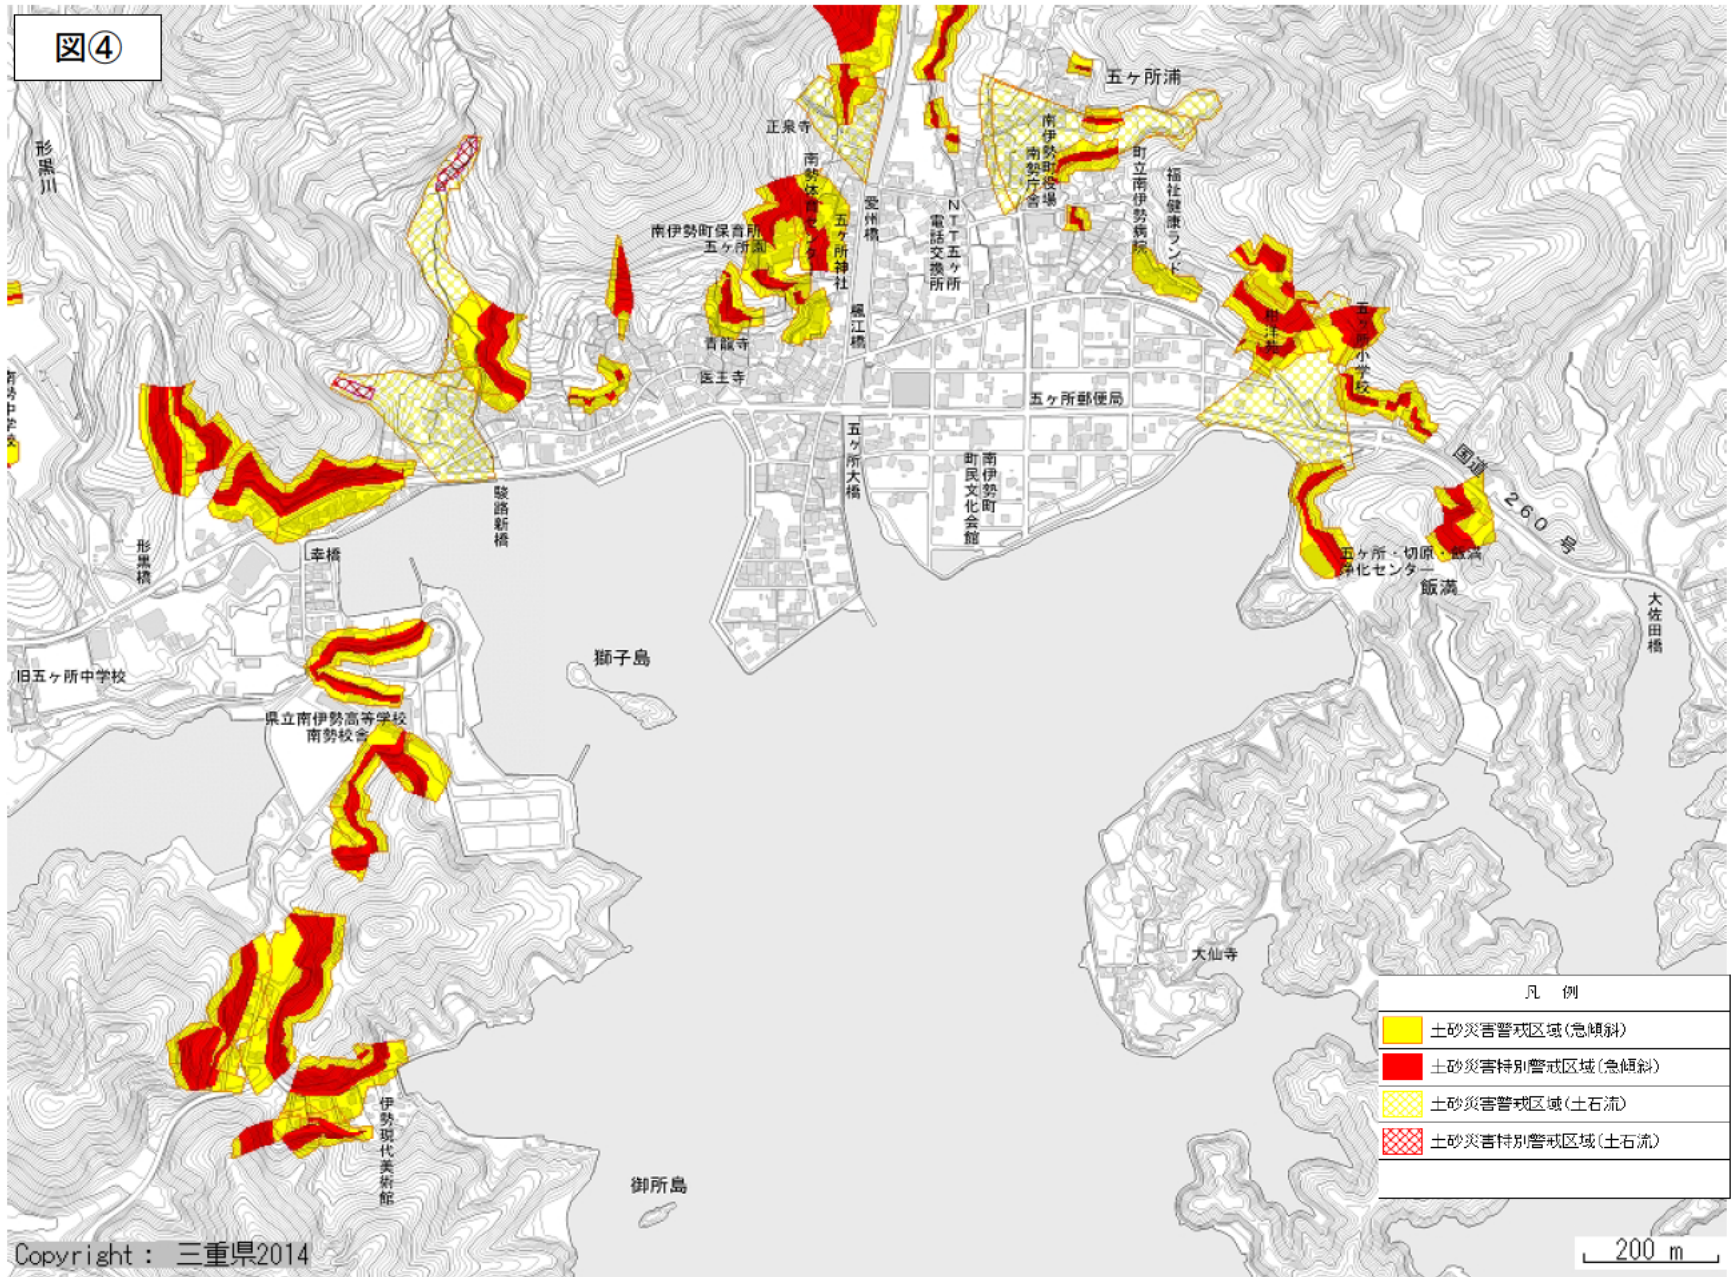 図④
五ヶ所浦
形黒川
正泉寺
南伊勢町役場
南勢庁舎
町立南伊勢病院
福祉健康ランド
南勢体育センター
南伊勢町保育所
五ヶ所園
五ヶ所神社
愛州橋
NTT五ヶ所
電話交換所
楓江橋
青龍寺
医王寺
五ヶ所小学校
五ヶ所郵便局
五ヶ所大橋
南伊勢町
町民文化会館
国道260号
駿路新橋
形黒橋
幸橋
五ヶ所・切原・飯満
浄化センター
飯満
大佐田橋
獅子島
旧五ヶ所中学校
県立南伊勢高等学校
南勢校舎
大仙寺
伊勢現代美術館
御所島
凡 例
土砂災害警戒区域(急傾斜)
土砂災害特別警戒区域(急傾斜)
土砂災害警戒区域(土石流)
土砂災害特別警戒区域(土石流)
200 m
Copyright : 三重県2014